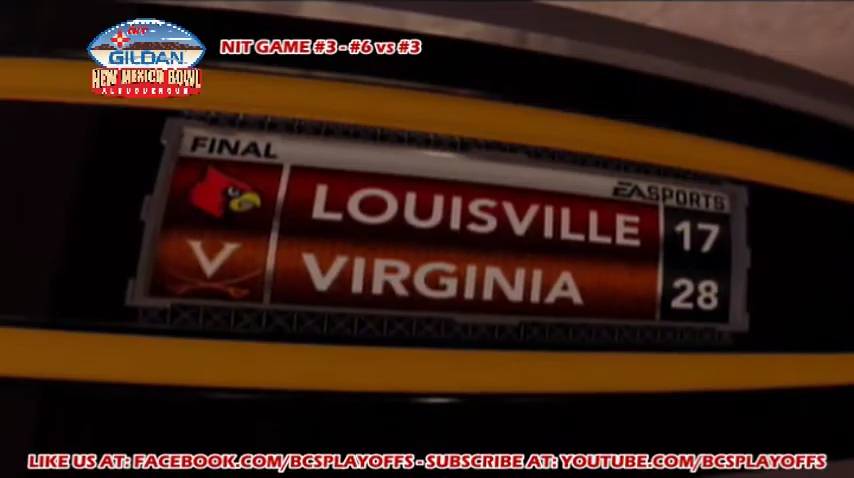 GILDAN
NEW MEXICO BOWL
ALBUQUERQUE
NIT GAME #3 - #6 vs #3
FINAL
EA SPORTS
LOUISVILLE 17
V
VIRGINIA 28
LIKE US AT: FACEBOOK.COM/BCSPLAYOFFS - SUBSCRIBE AT: YOUTUBE.COM/BCSPLAYOFFS